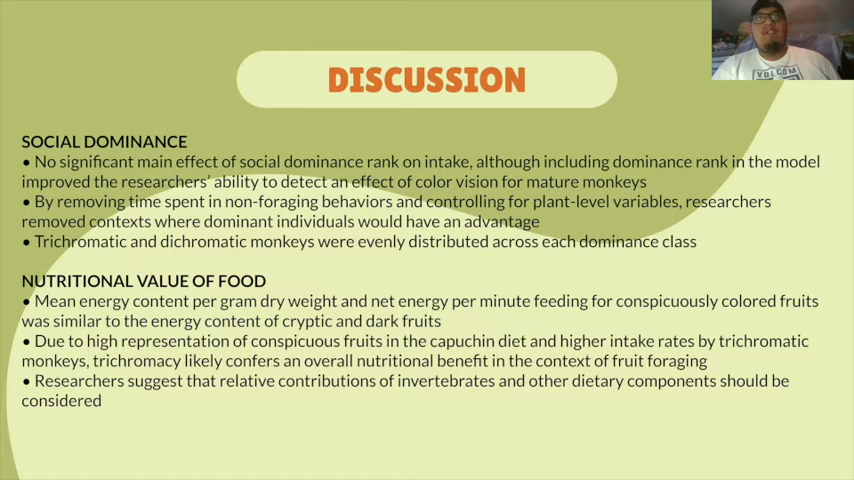 DISCUSSION
VOLCOM
SOCIAL DOMINANCE
• No significant main effect of social dominance rank on intake, although including dominance rank in the model
improved the researchers' ability to detect an effect of color vision for mature monkeys
• By removing time spent in non-foraging behaviors and controlling for plant-level variables, researchers
removed contexts where dominant individuals would have an advantage
• Trichromatic and dichromatic monkeys were evenly distributed across each dominance class
NUTRITIONAL VALUE OF FOOD
• Mean energy content per gram dry weight and net energy per minute feeding for conspicuously colored fruits
was similar to the energy content of cryptic and dark fruits
• Due to high representation of conspicuous fruits in the capuchin diet and higher intake rates by trichromatic
monkeys, trichromacy likely confers an overall nutritional benefit in the context of fruit foraging
• Researchers suggest that relative contributions of invertebrates and other dietary components should be
considered